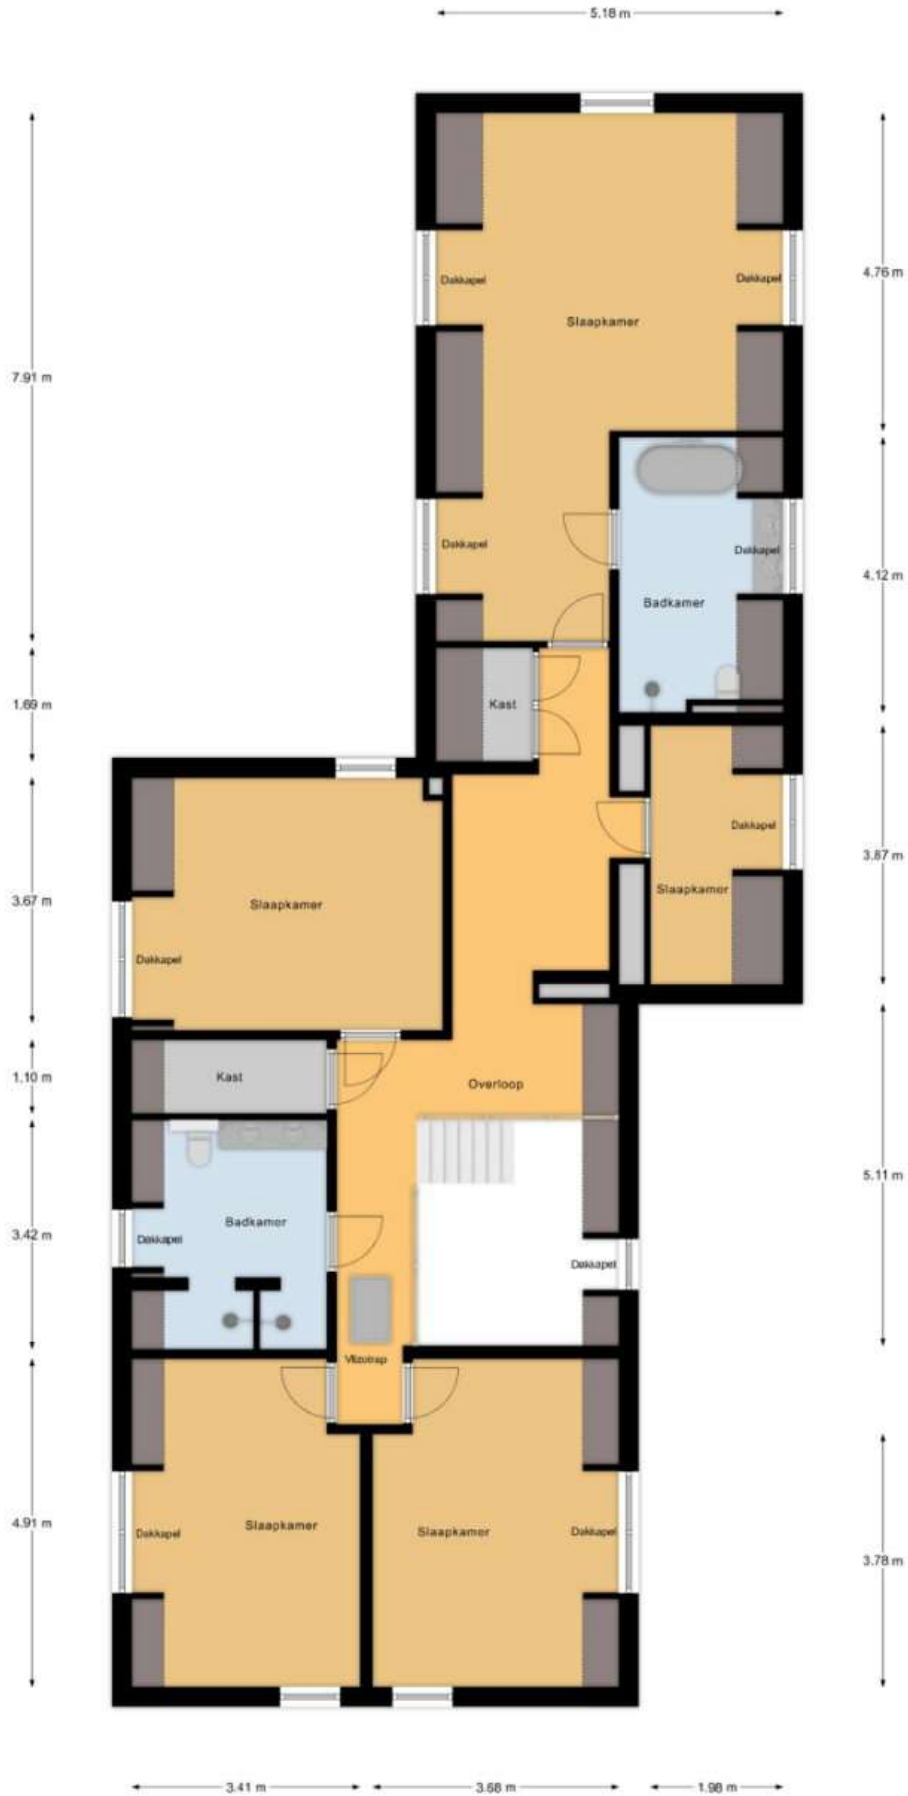 5.18 m
4.76 m
Dakkapel
Dakkapel
Slaapkamer
7.91 m
Dakkapel
Dakkapel
4.12 m
Badkamer
1.69 m
Kast
Dakkapel
3.87 m
Slaapkamer
3.67 m
Slaapkamer
Dakkapel
1.10 m
Kast
Overloop
5.11 m
3.42 m
Badkamer
Dakkapel
Dakkapel
Vlizotrap
4.91 m
Dakkapel
Slaapkamer
Slaapkamer
Dakkapel
3.78 m
3.41 m
3.68 m
1.98 m